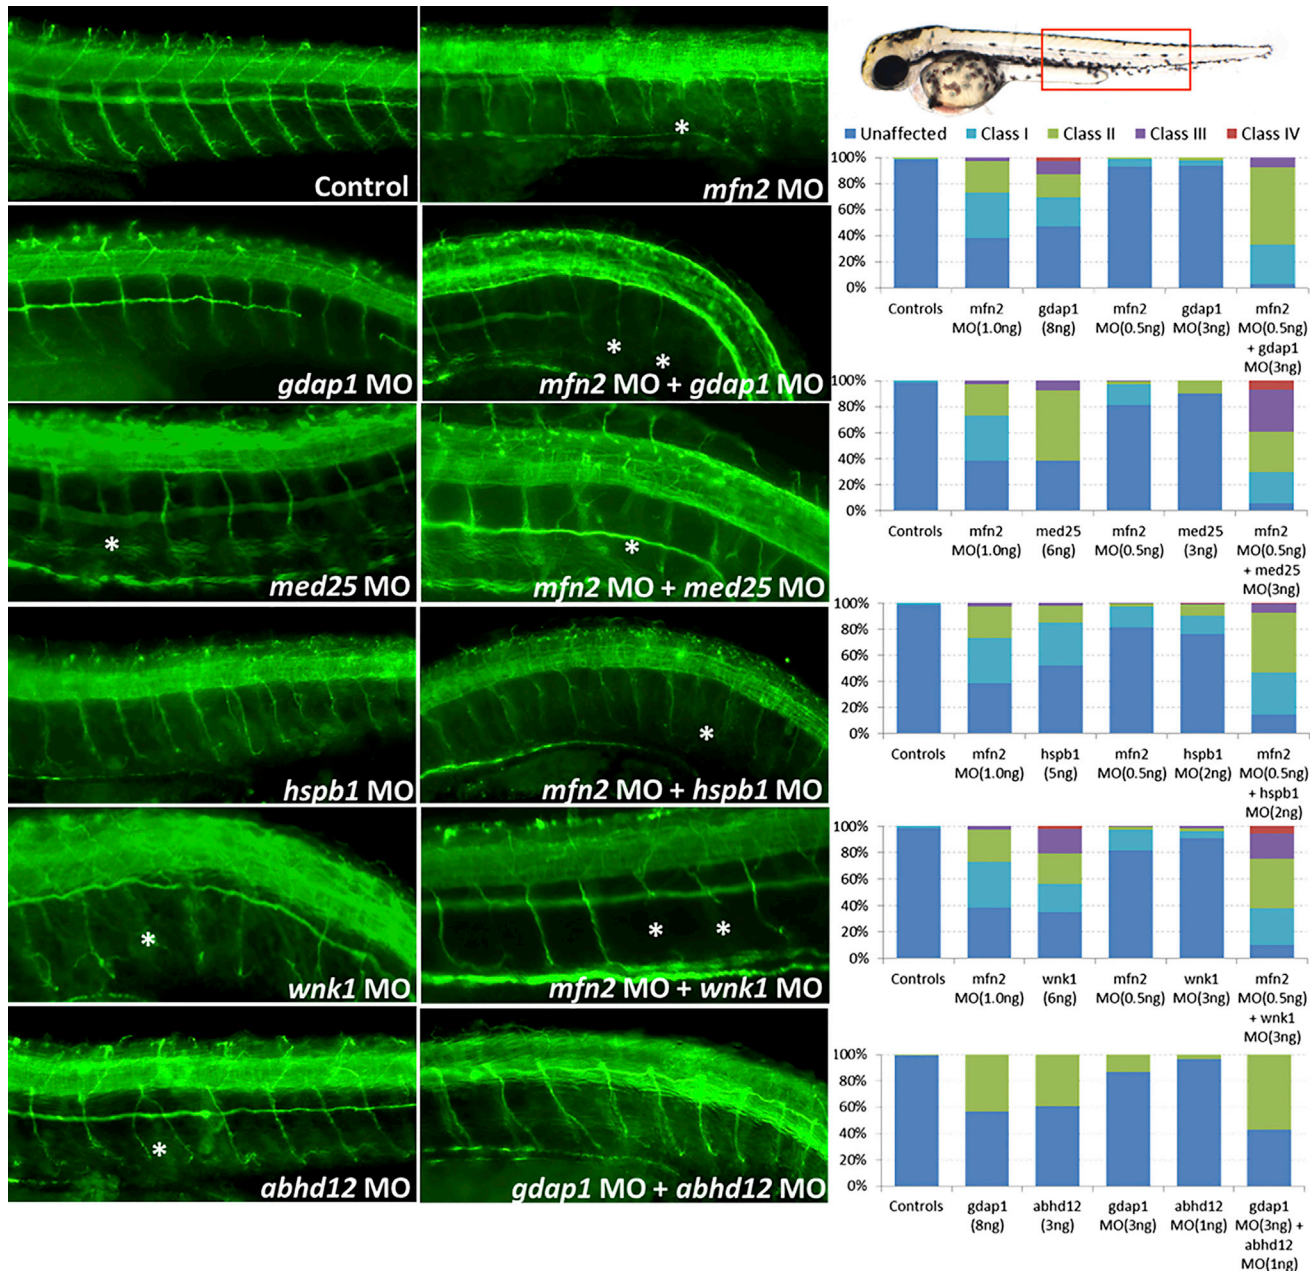 Control
mfn2 MO
gdap1 MO
mfn2 MO + gdap1 MO
med25 MO
mfn2 MO + med25 MO
hspb1 MO
mfn2 MO + hspb1 MO
wnk1 MO
mfn2 MO + wnk1 MO
abhd12 MO
gdap1 MO + abhd12 MO
*
* *
*
*
*
*
* *
*
Unaffected Class I Class II Class III Class IV
100%
80%
60%
40%
20%
0%
Controls mfn2 gdap1 mfn2 gdap1 mfn2
MO(1.0ng) (8ng) MO(0.5ng) MO(3ng) MO(0.5ng)
+ gdap1
MO(3ng)
100%
80%
60%
40%
20%
0%
Controls mfn2 med25 mfn2 med25 mfn2
MO(1.0ng) (6ng) MO(0.5ng) (3ng) MO(0.5ng)
+ med25
MO(3ng)
100%
80%
60%
40%
20%
0%
Controls mfn2 hspb1 mfn2 hspb1 mfn2
MO(1.0ng) (5ng) MO(0.5ng) MO(2ng) MO(0.5ng)
+ hspb1
MO(2ng)
100%
80%
60%
40%
20%
0%
Controls mfn2 wnk1 mfn2 wnk1 mfn2
MO(1.0ng) (6ng) MO(0.5ng) MO(3ng) MO(0.5ng)
+ wnk1
MO(3ng)
100%
80%
60%
40%
20%
0%
Controls gdap1 abhd12 gdap1 abhd12 gdap1
(8ng) (3ng) MO(3ng) MO(1ng) MO(3ng) +
abhd12
MO(1ng)